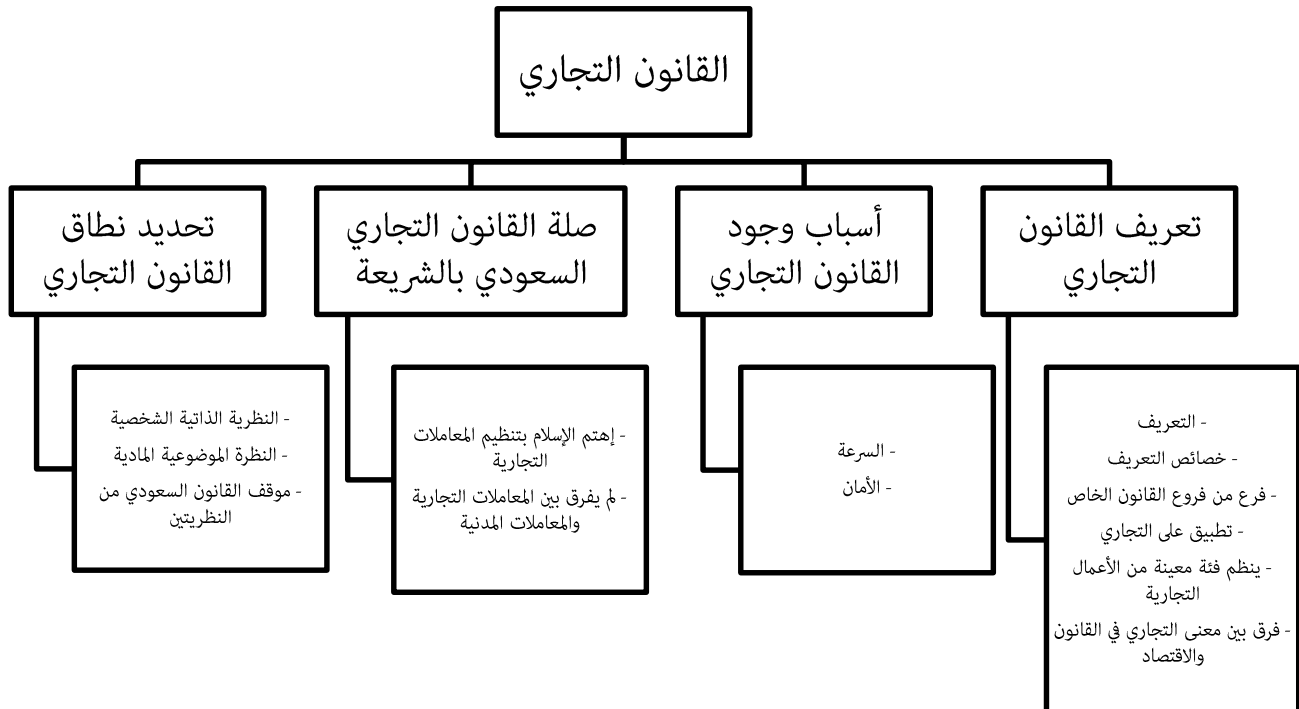 القانون التجاري
تعريف القانون
التجاري
- التعريف
- خصائص التعريف
- فرع من فروع القانون الخاص
- تطبيق على التجاري
- ينظم فئة معينة من الأعمال
التجارية
- فرق بين معنى التجاري في القانون
والاقتصاد
أسباب وجود
القانون التجاري
- السرعة
- الأمان
صلة القانون التجاري
السعودي بالشريعة
- إهتم الإسلام بتنظيم المعاملات
التجارية
- لم يفرق بين المعاملات التجارية
والمعاملات المدنية
تحديد نطاق
القانون التجاري
- النظرية الذاتية الشخصية
- النظرة الموضوعية المادية
- موقف القانون السعودي من
النظريتين